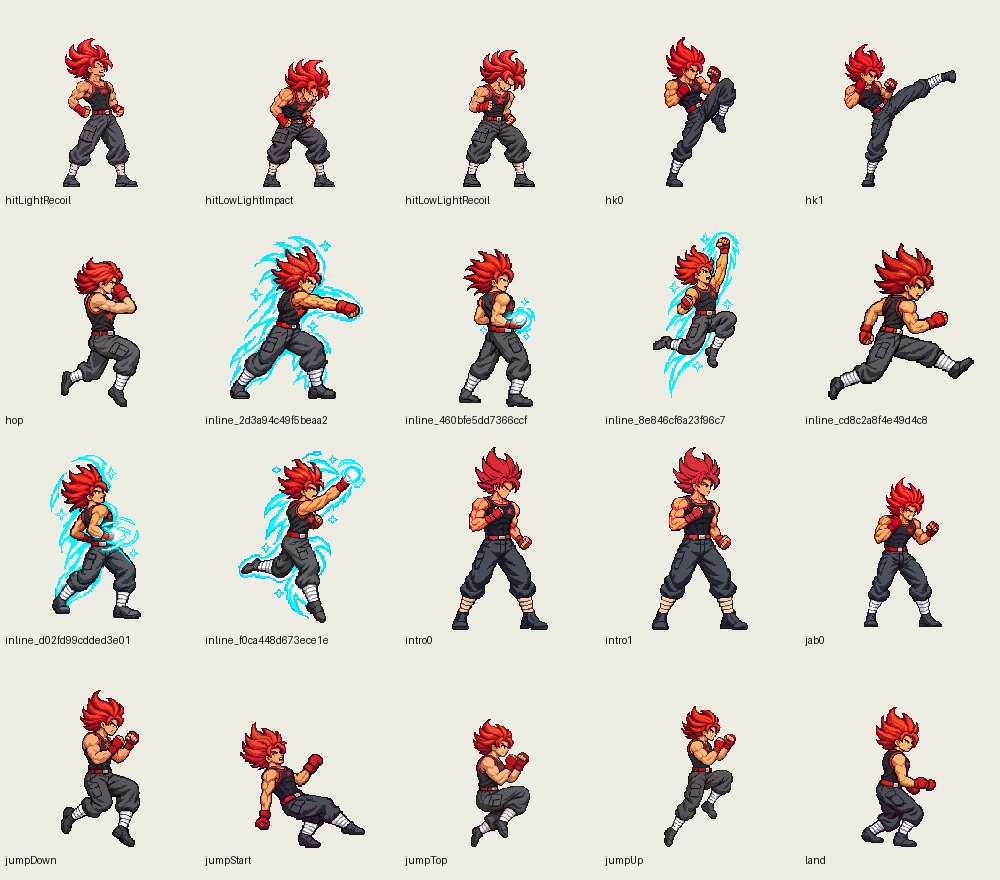 hitLightRecoil
hitLowLightImpact
hitLowLightRecoil
hk0
hk1
hop
inline_2d3a94c49f5beaa2
inline_460bfe5dd7366ccf
inline_8e846cf6a23f96c7
inline_cd8c2a8f4e49d4c8
inline_d02fd99cdded3e01
inline_f0ca448d673ece1e
intro0
intro1
jab0
jumpDown
jumpStart
jumpTop
jumpUp
land